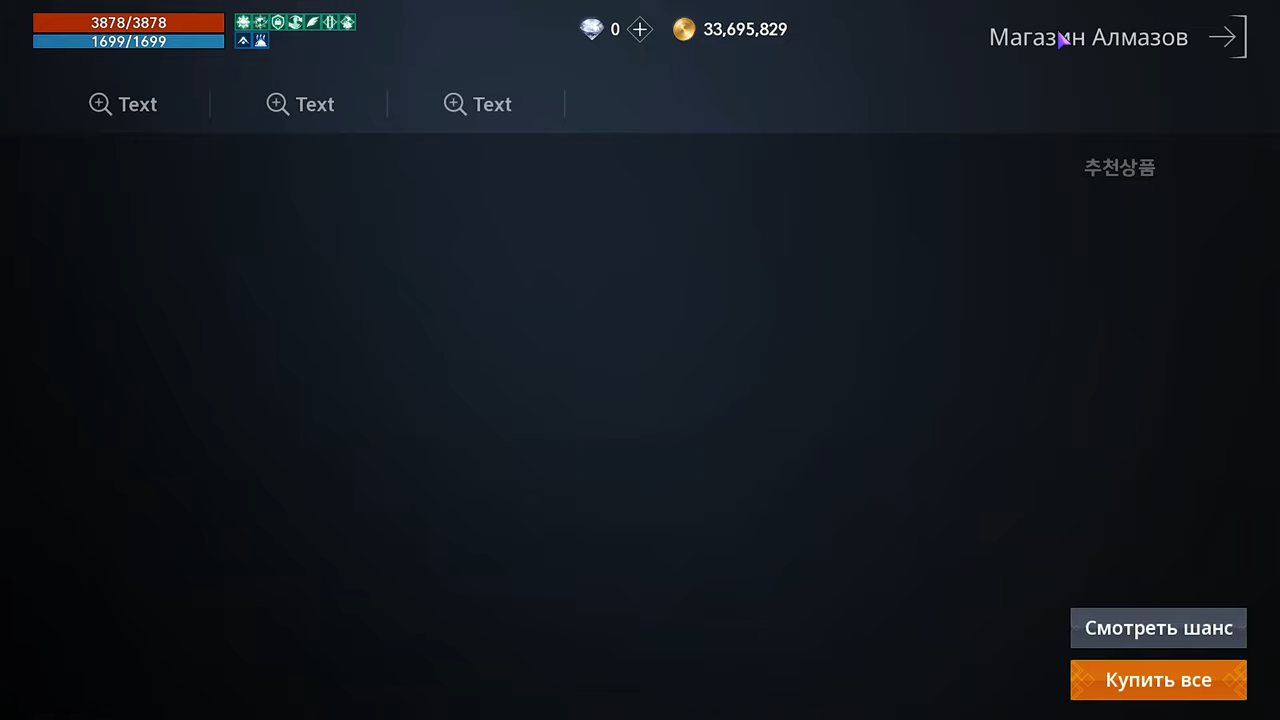 3878/3878
1699/1699
0
33,695,829
Магазин Алмазов
Text
Text
Text
추천상품
Смотреть шанс
Купить все